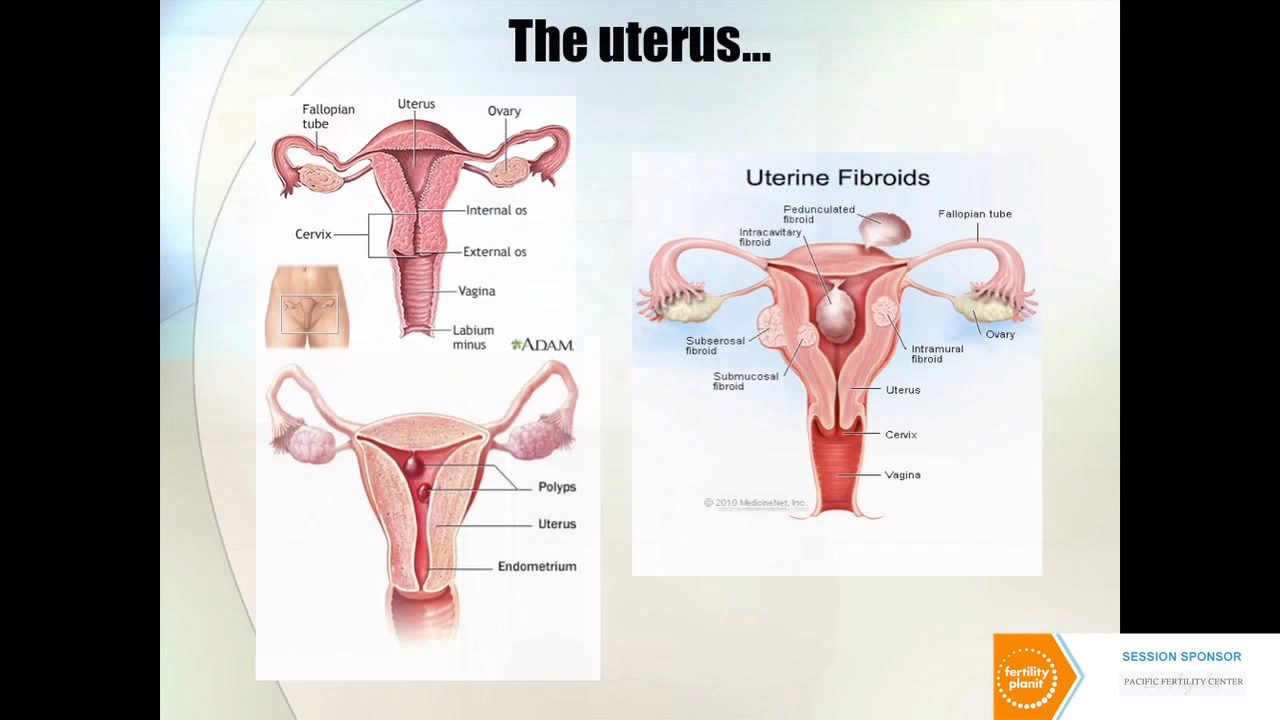 The uterus...
Fallopian
tube
Uterus
Ovary
Internal os
Cervix
External os
Vagina
Labium
minus
ADAM.
Polyps
Uterus
Endometrium
Uterine Fibroids
Pedunculated
fibroid
Intracavitary
fibroid
Fallopian tube
Subserosal
fibroid
Submucosal
fibroid
Ovary
Intramural
fibroid
Uterus
Cervix
Vagina
© 2010 MedicineNet, Inc.
fertility
planit
SESSION SPONSOR
PACIFIC FERTILITY CENTER
Los Angeles